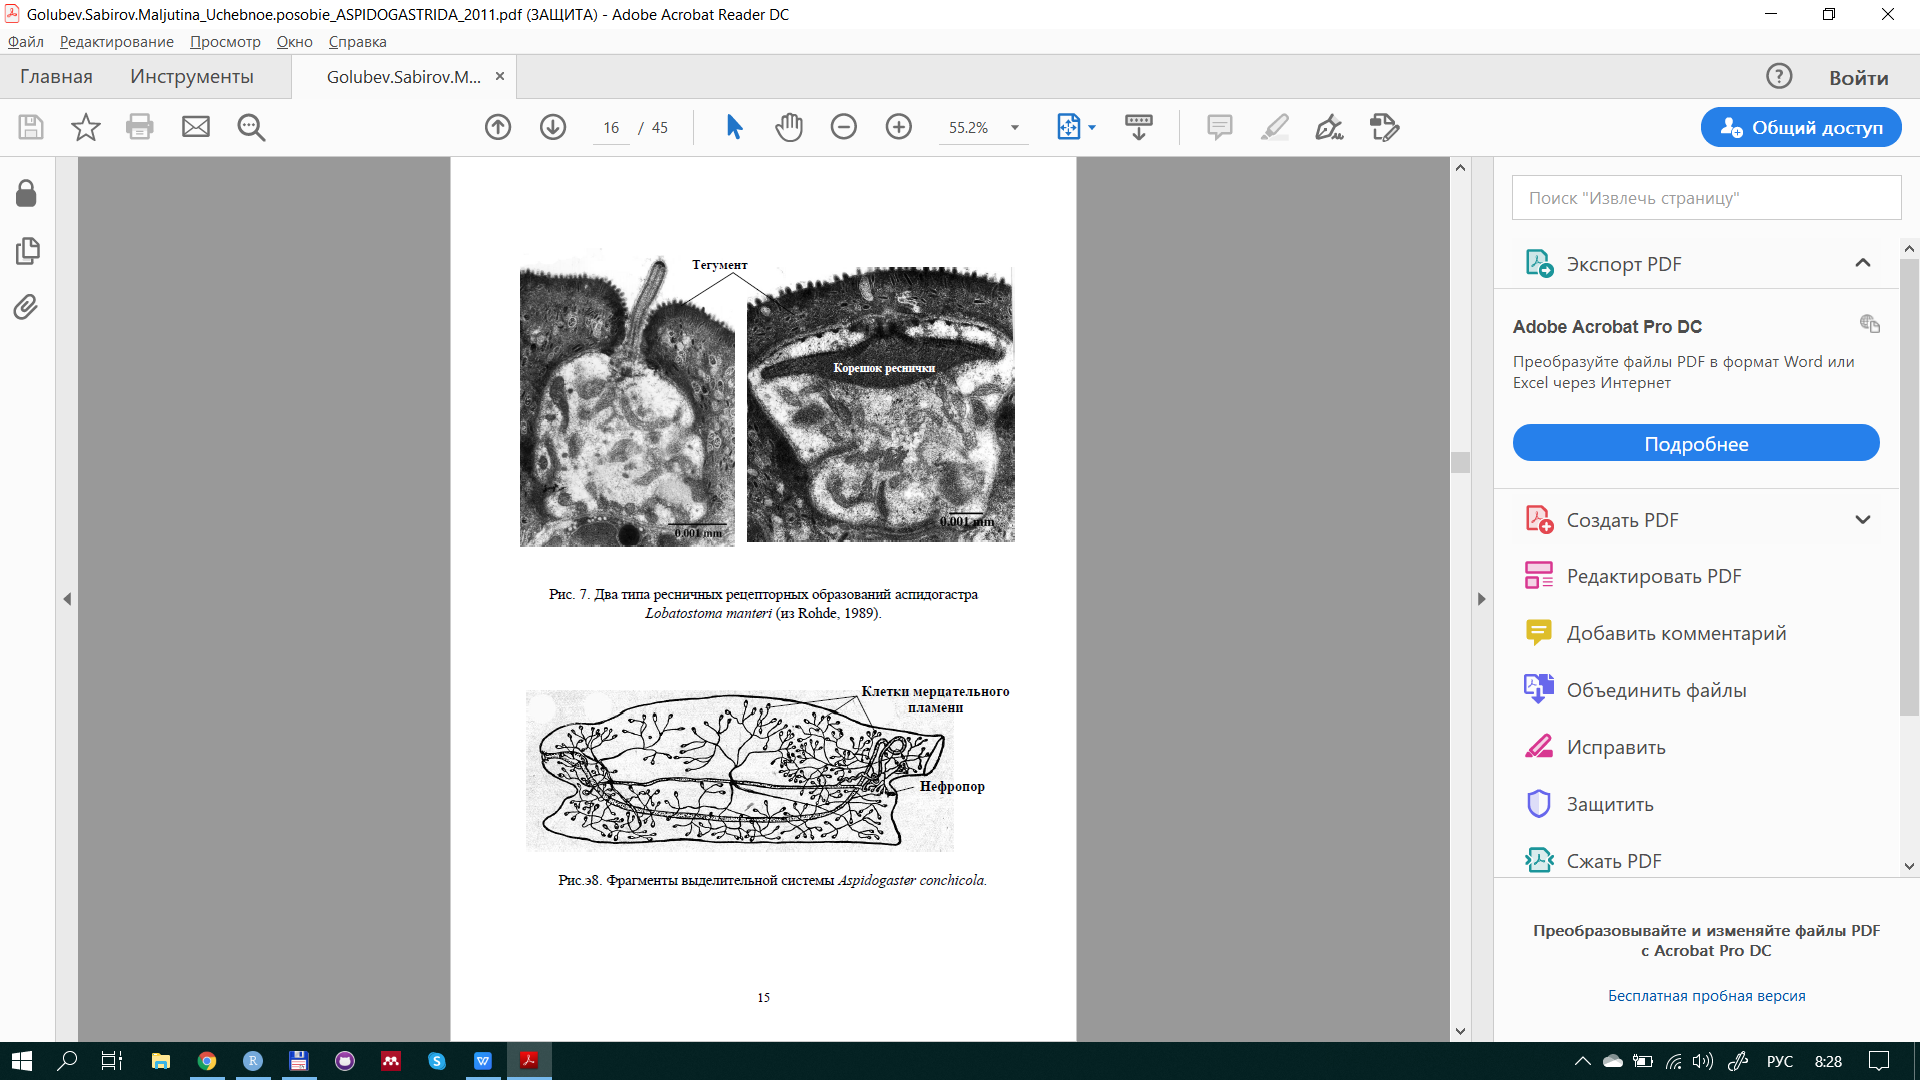 Golubev.Sabirov.Maljutina_Uchebnoe.posobie_ASPIDOGASTRIDA_2011.pdf (ЗАЩИТА) - Adobe Acrobat Reader DC
Файл Редактирование Просмотр Окно Справка
Главная Инструменты Golubev.Sabirov.M... Войти
16 / 45 55.2% Общий доступ
Тегумент
Корешок реснички
0.001 mm
0.001 mm
Рис. 7. Два типа ресничных рецепторных образований аспидогастра
Lobatostoma manteri (из Rohde, 1989).
Клетки мерцательного
пламени
Нефропор
Рис.э8. Фрагменты выделительной системы Aspidogaster conchicola.
15
Поиск "Извлечь страницу"
Экспорт PDF
Adobe Acrobat Pro DC
Преобразуйте файлы PDF в формат Word или
Excel через Интернет
Подробнее
Создать PDF
Редактировать PDF
Добавить комментарий
Объединить файлы
Исправить
Защитить
Сжать PDF
Преобразовывайте и изменяйте файлы PDF
с Acrobat Pro DC
Бесплатная пробная версия
РУС 8:28